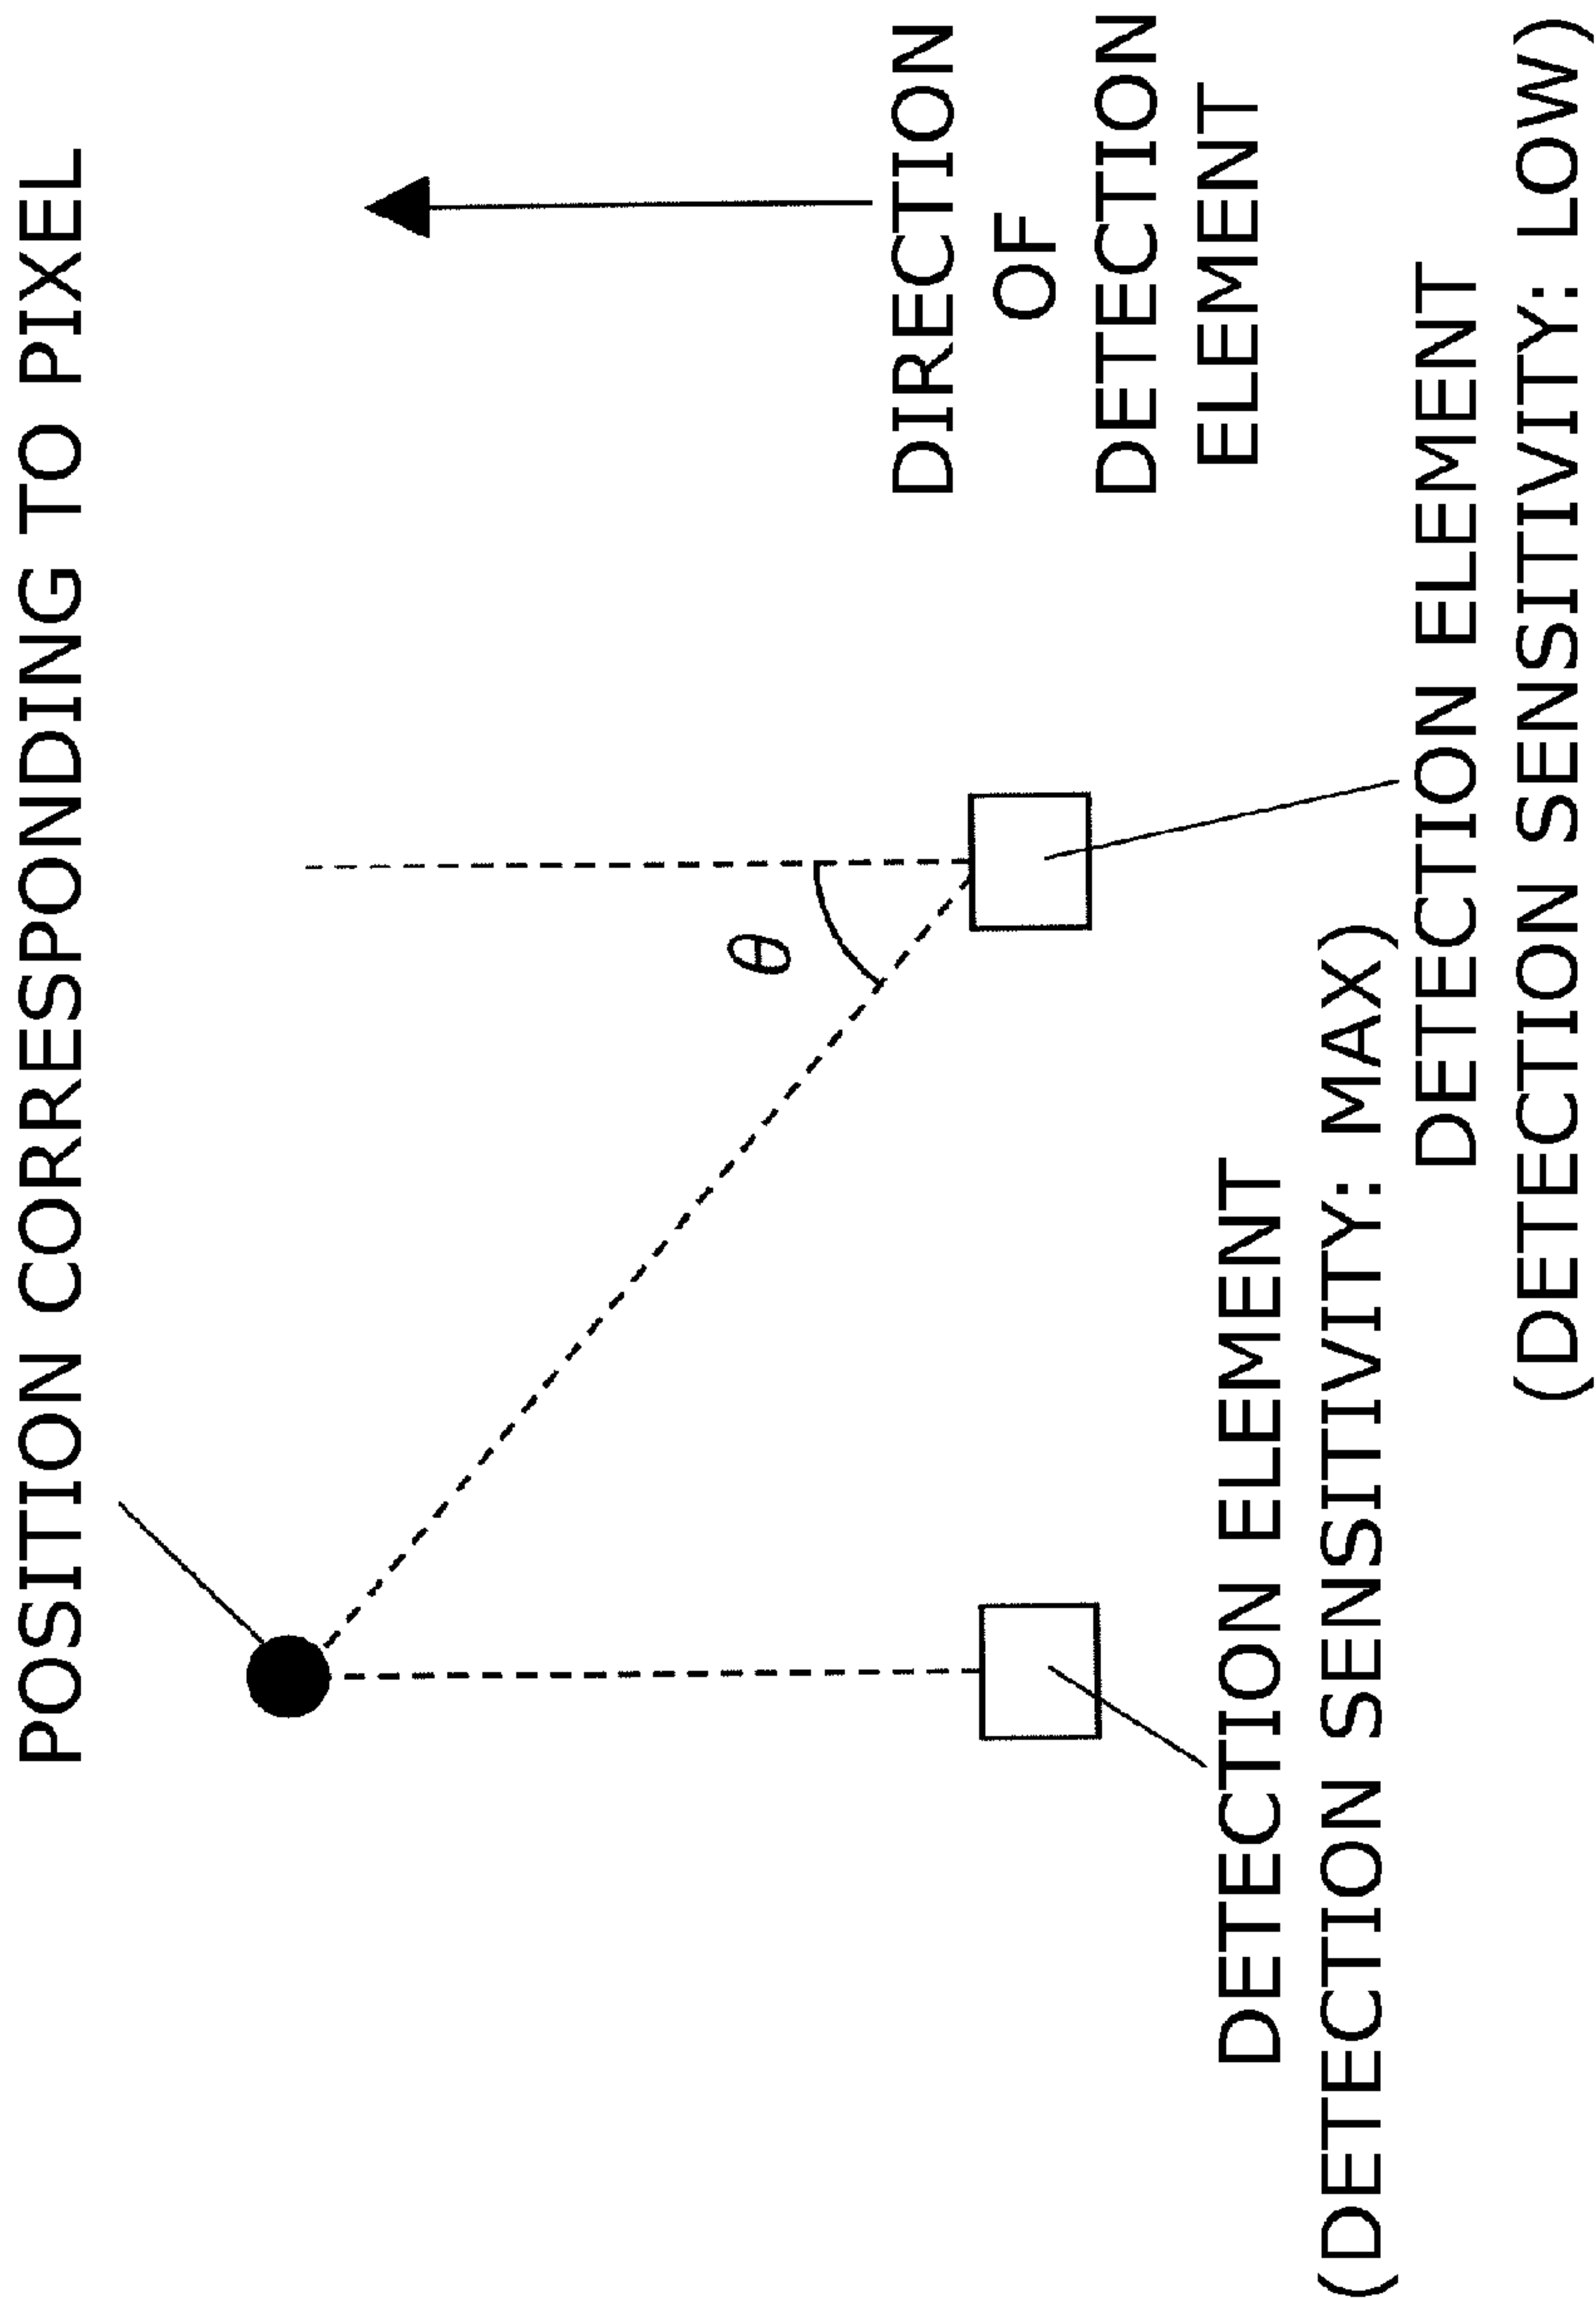 POSITION CORRESPONDING TO PIXEL
θ
DIRECTION
OF
DETECTION
ELEMENT
DETECTION ELEMENT
(DETECTION SENSITIVITY: MAX)
DETECTION ELEMENT
(DETECTION SENSITIVITY: LOW)